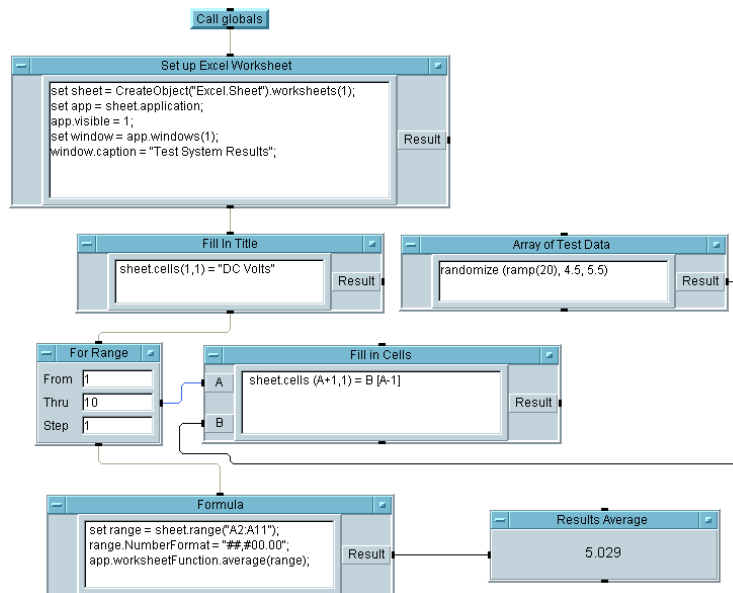 Call globals
Set up Excel Worksheet
set sheet = CreateObject("Excel.Sheet").worksheets(1);
set app = sheet.application;
app.visible = 1;
set window = app.windows(1);
window.caption = "Test System Results";
Result
Fill In Title
sheet.cells(1,1) = "DC Volts"
Result
Array of Test Data
randomize (ramp(20), 4.5, 5.5)
Result
For Range
From 1
Thru 10
Step 1
Fill in Cells
A
B
sheet.cells (A+1,1) = B [A-1]
Result
Formula
set range = sheet.range("A2:A11");
range.NumberFormat = "##,#00.00";
app.worksheetFunction.average(range);
Result
Results Average
5.029